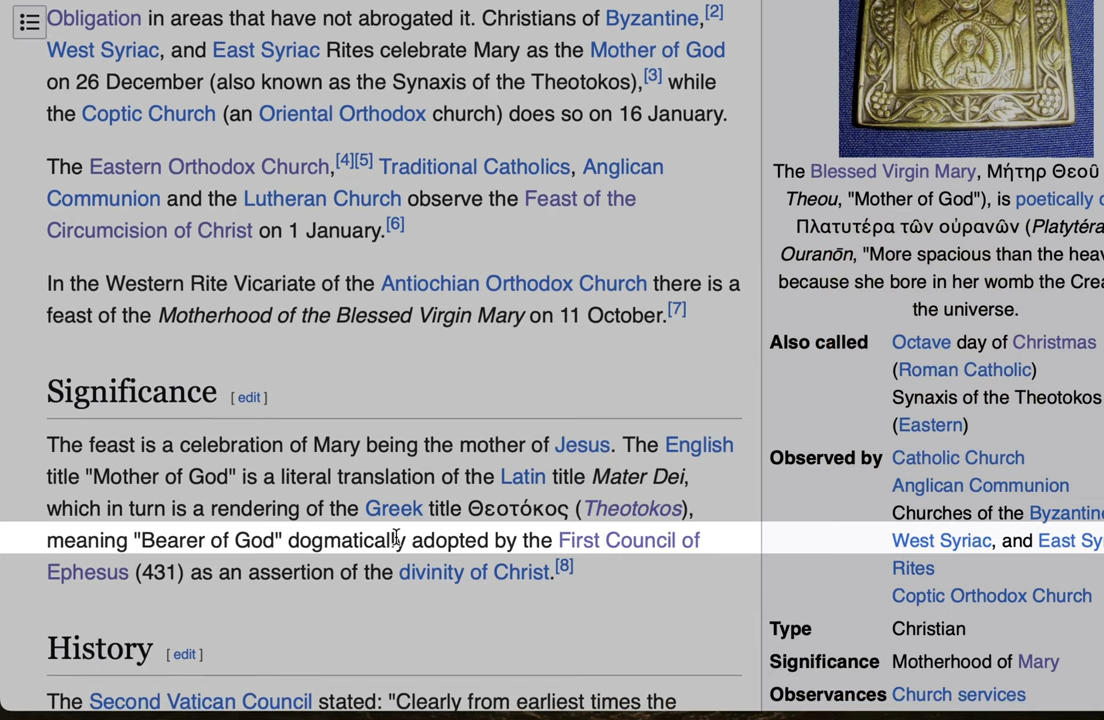 Obligation in areas that have not abrogated it. Christians of Byzantine,[2]
West Syriac, and East Syriac Rites celebrate Mary as the Mother of God
on 26 December (also known as the Synaxis of the Theotokos),[3] while
the Coptic Church (an Oriental Orthodox church) does so on 16 January.
The Eastern Orthodox Church,[4][5] Traditional Catholics, Anglican
Communion and the Lutheran Church observe the Feast of the
Circumcision of Christ on 1 January.[6]
In the Western Rite Vicariate of the Antiochian Orthodox Church there is a
feast of the Motherhood of the Blessed Virgin Mary on 11 October.[7]
Significance [ edit ]
The feast is a celebration of Mary being the mother of Jesus. The English
title "Mother of God" is a literal translation of the Latin title Mater Dei,
which in turn is a rendering of the Greek title Θεοτόκος (Theotokos),
meaning "Bearer of God" dogmatically adopted by the First Council of
Ephesus (431) as an assertion of the divinity of Christ.[8]
History [ edit ]
The Second Vatican Council stated: "Clearly from earliest times the
The Blessed Virgin Mary, Μήτηρ Θεοῦ
Theou, "Mother of God"), is poetically
Πλατυτέρα τῶν οὐρανῶν (Platytéra
Ouranōn, "More spacious than the
because she bore in her womb the
the universe.
Also called Octave day of Christmas
(Roman Catholic)
Synaxis of the Theotokos
(Eastern)
Observed by Catholic Church
Anglican Communion
Churches of the Byzantine
West Syriac, and East
Rites
Coptic Orthodox Church
Type Christian
Significance Motherhood of Mary
Observances Church services